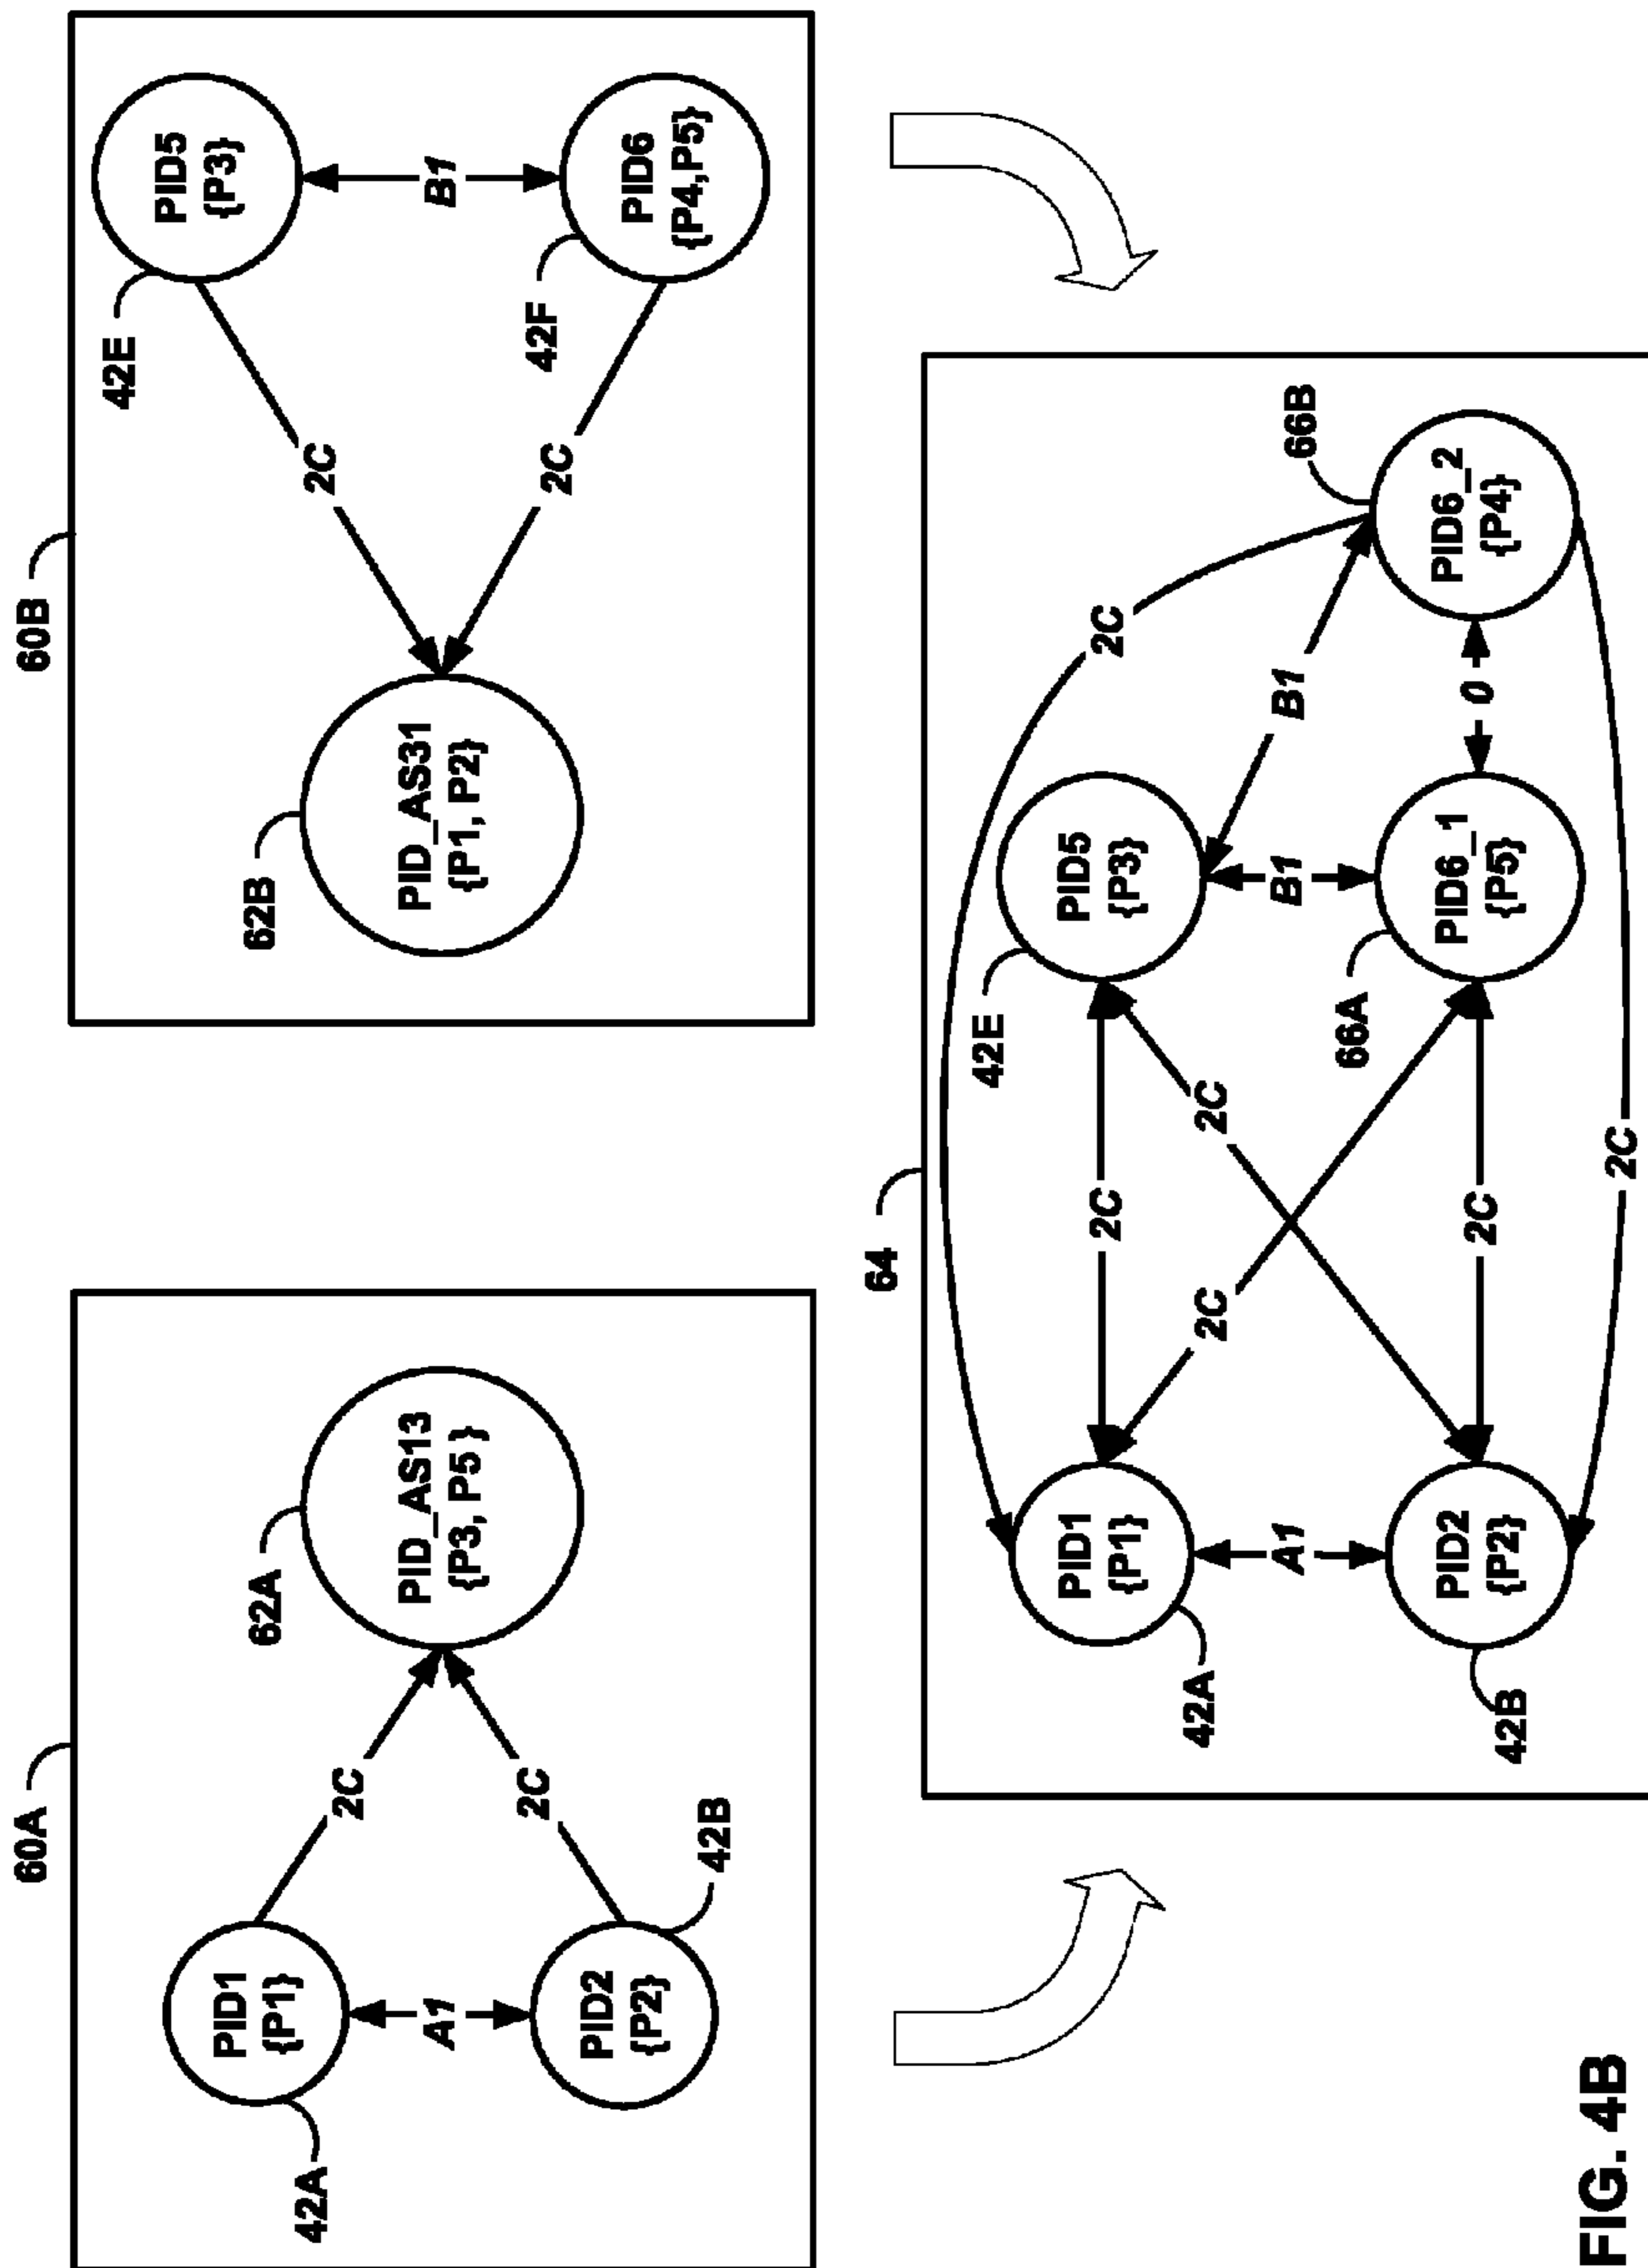 60A
PID1
{P1}
42A
A1
PID2
{P2}
42B
2C
2C
62A
PID_AS13
{P3, P5 }
60B
62B
PID_AS31
{P1, P2}
2C
2C
42E
PID5
{P3}
B1
42F
PID6
{P4,P5}
64
42A
PID1
{P1}
A1
42B
PID2
{P2}
2C
2C
2C
2C
42E
PID5
{P3}
B1
66A
PID6_1
{P5}
B1
0
2C
66B
PID6_2
{P4}
2C
FIG. 4B